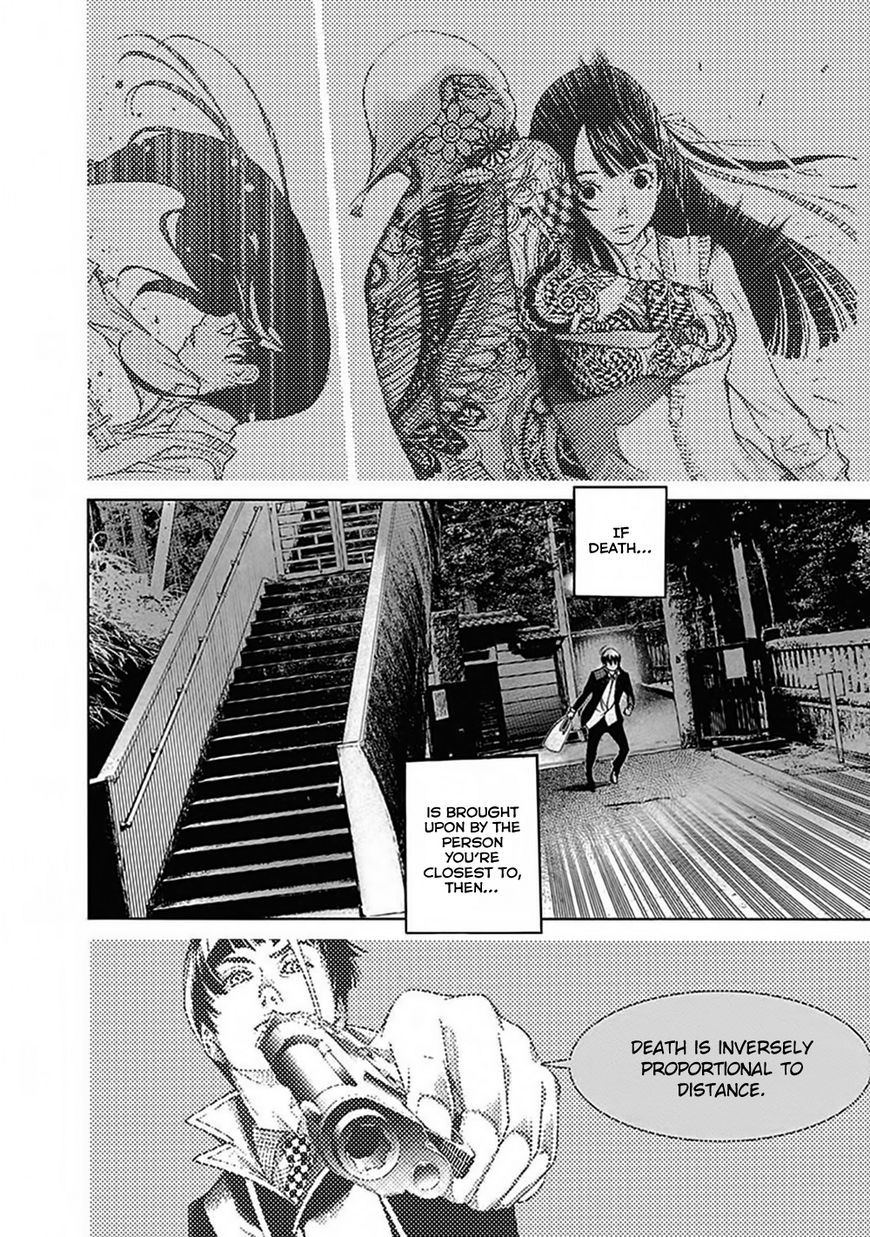 IF
DEATH...
IS BROUGHT
UPON BY THE
PERSON
YOU'RE
CLOSEST TO,
THEN...
DEATH IS INVERSELY
PROPORTIONAL TO
DISTANCE.